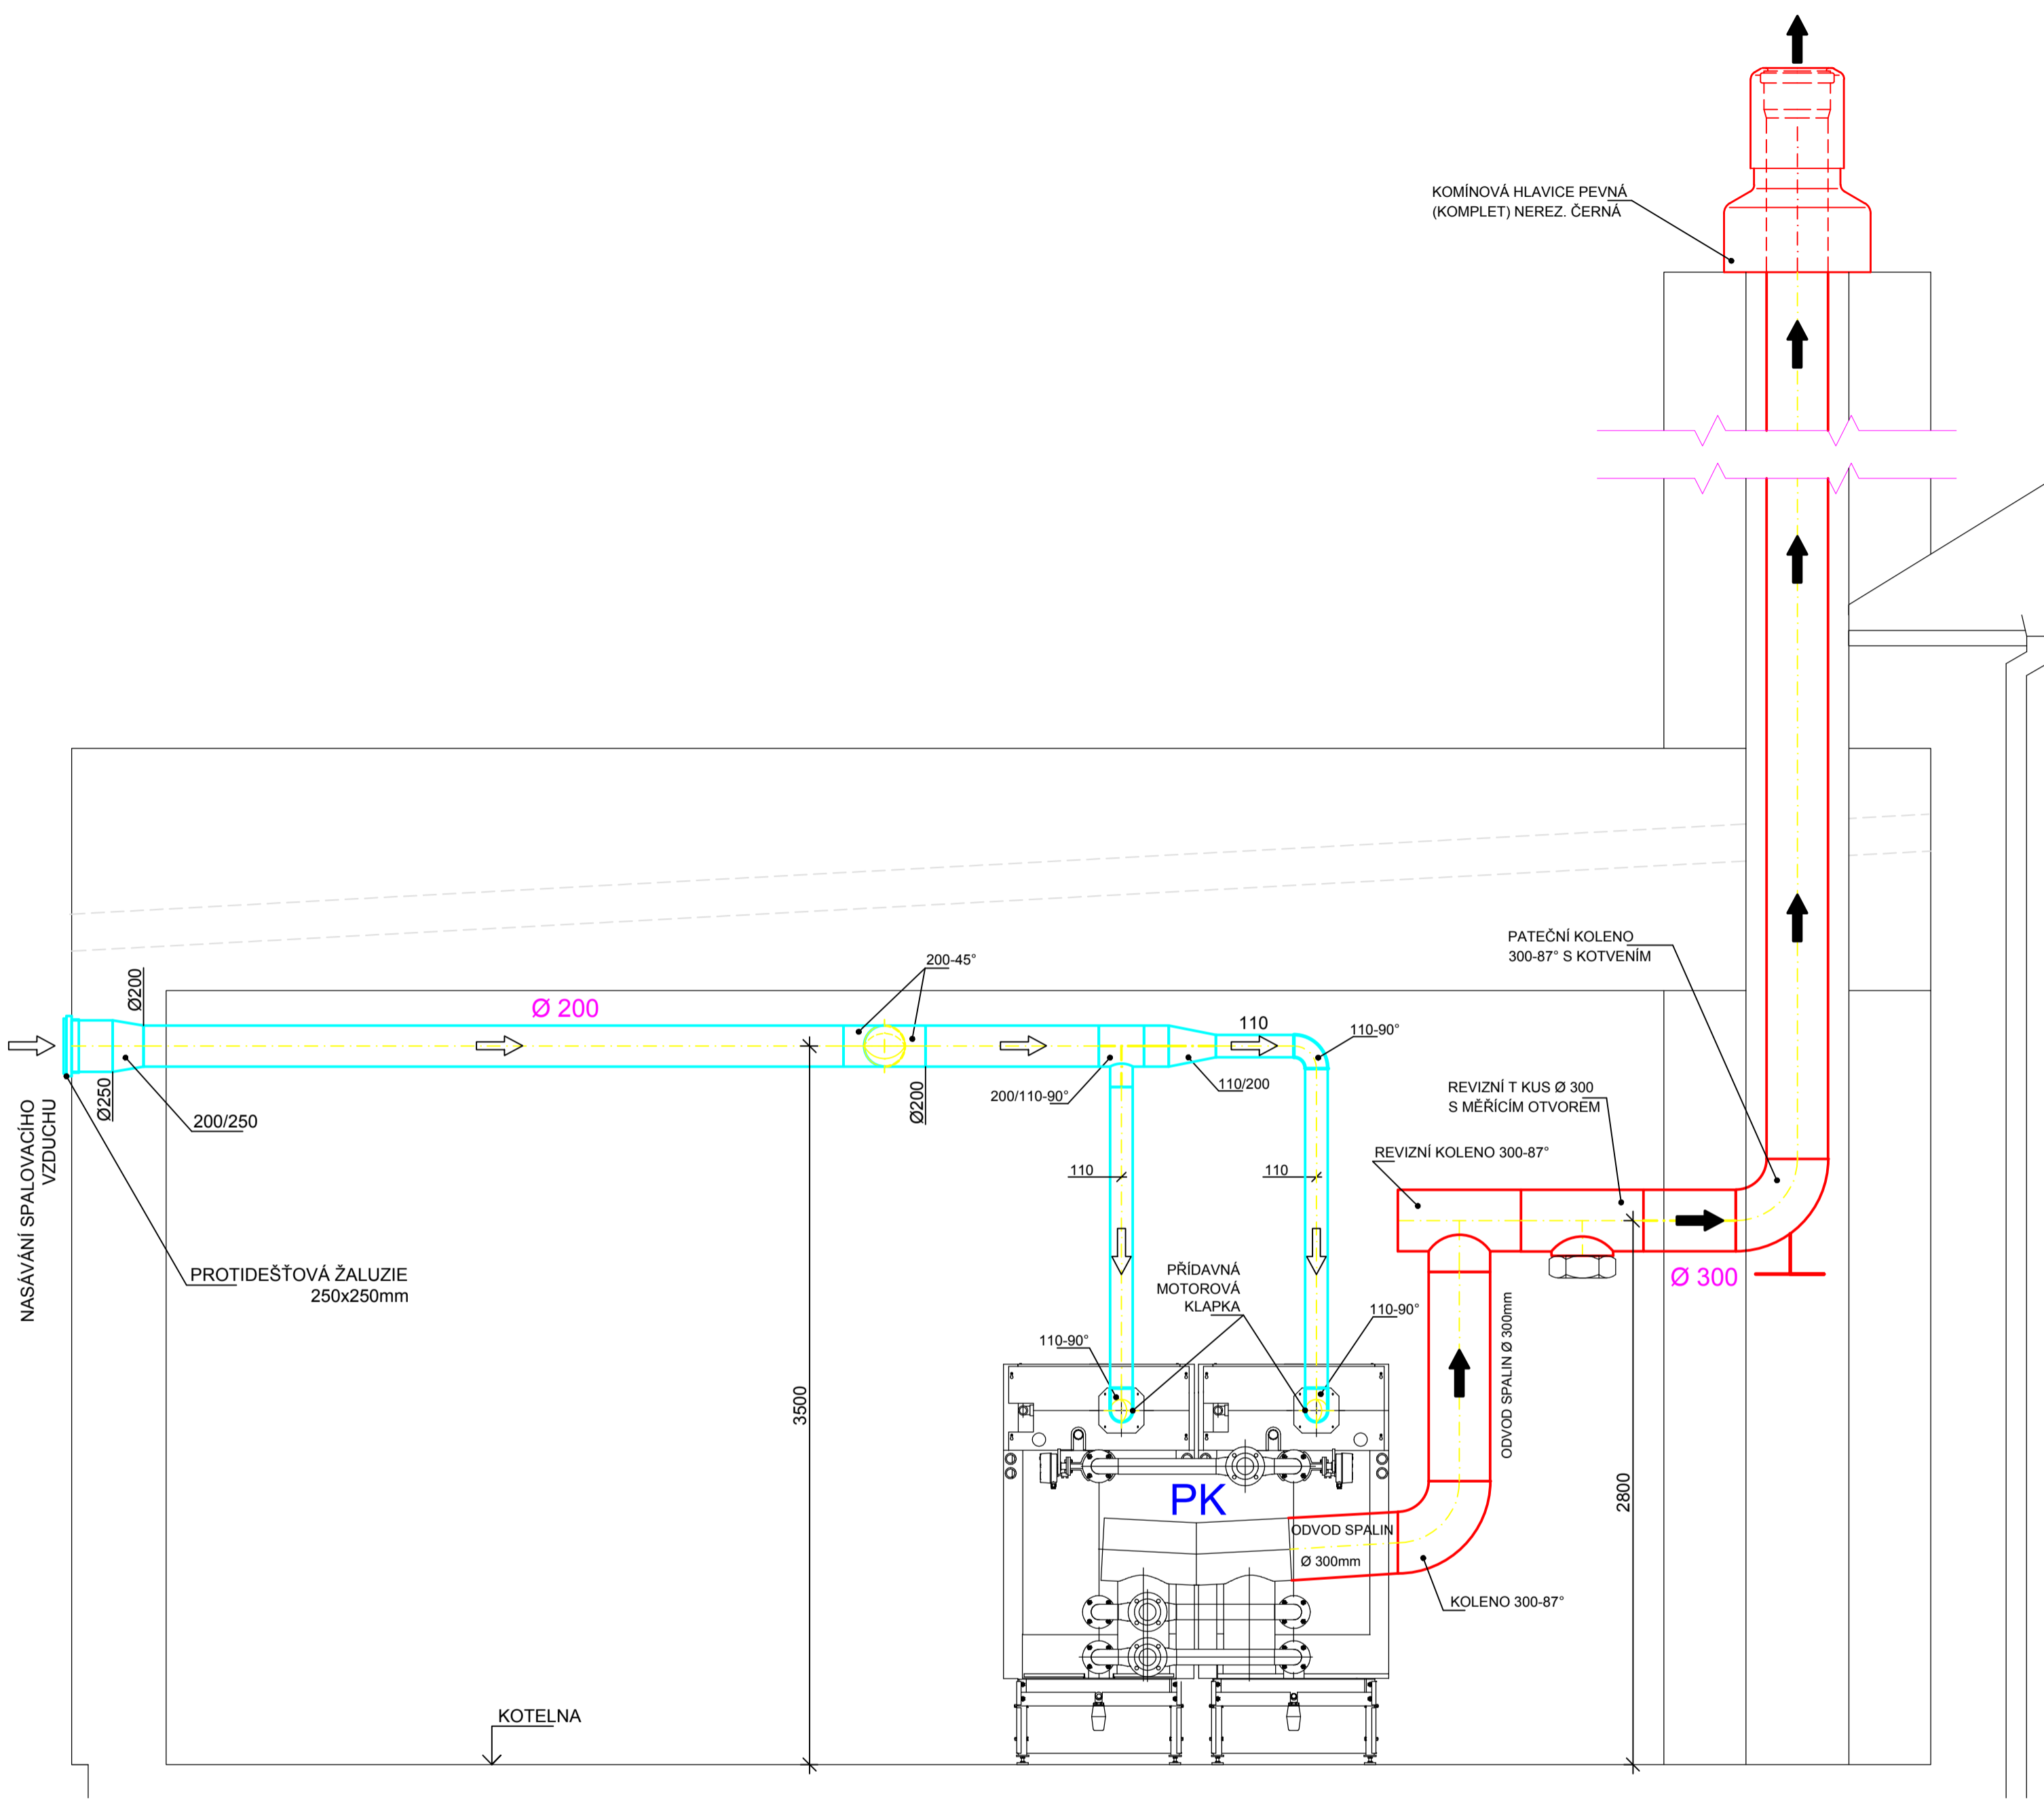 KOMÍNOVÁ HLAVICE PEVNÁ
(KOMPLET) NEREZ. ČERNÁ
PATEČNÍ KOLENO
300-87° S KOTVENÍM
200-45°
Ø200
Ø 200
110
110-90°
Ø250
200/250
Ø200
200/110-90°
110/200
REVIZNÍ T KUS Ø 300
S MĚŘÍCÍM OTVOREM
REVIZNÍ KOLENO 300-87°
NASÁVÁNÍ SPALOVACÍHO
VZDUCHU
110
110
PROTIDEŠŤOVÁ ŽALUZIE
250x250mm
PŘÍDAVNÁ
MOTOROVÁ
KLAPKA
Ø 300
110-90°
110-90°
ODVOD SPALIN Ø 300mm
3500
2800
PK
ODVOD SPALIN
Ø 300mm
KOLENO 300-87°
KOTELNA